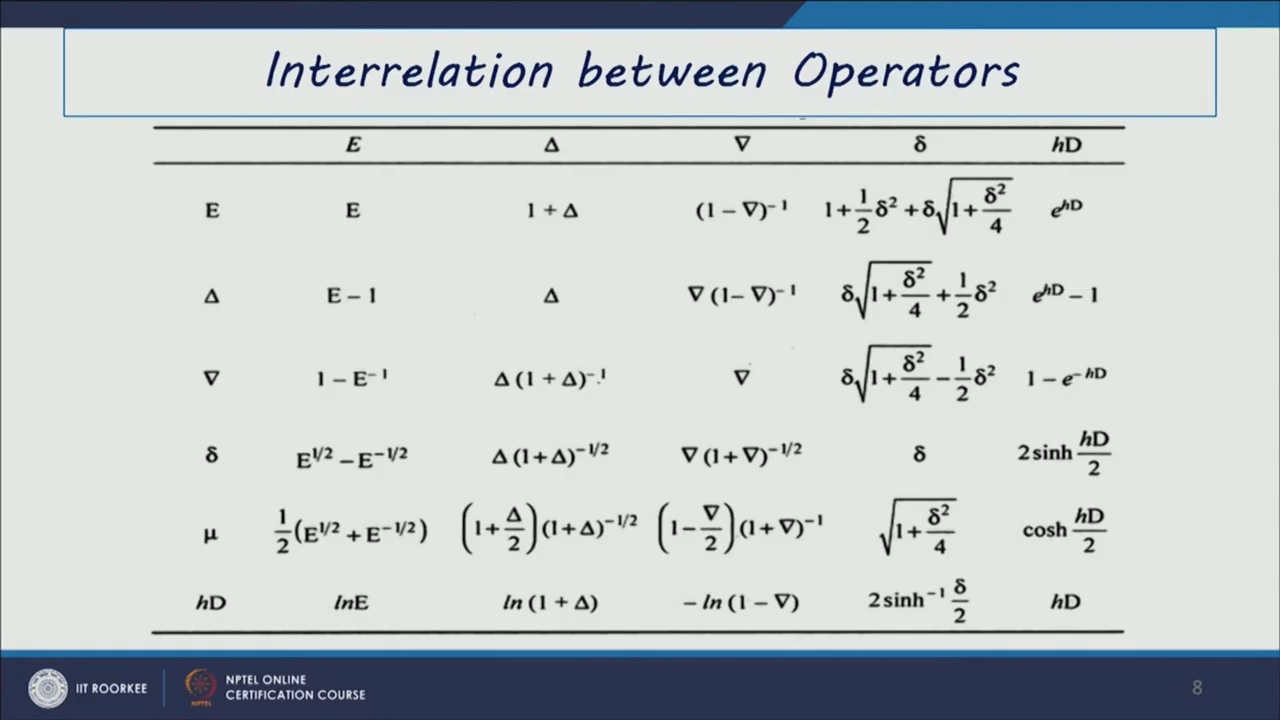 Interrelation between Operators
E Δ ∇ δ hD
E E 1 + Δ (1 – ∇)⁻¹ 1+½δ²+δ√(1+δ²/4) e^hD
Δ E – 1 Δ ∇ (1– ∇)⁻¹ δ√(1+δ²/4)+½δ² e^hD – 1
∇ 1 – E⁻¹ Δ (1 + Δ)⁻¹ ∇ δ√(1+δ²/4)–½δ² 1 – e^–hD
δ E^1/2 – E^–1/2 Δ (1+Δ)^–1/2 ∇ (1+∇)^–1/2 δ 2 sinh hD/2
μ ½(E^1/2 + E^–1/2) (1+Δ/2)(1+Δ)^–1/2 (1–∇/2)(1+∇)⁻¹ √(1+δ²/4) cosh hD/2
hD lnE ln (1 + Δ) – ln (1 – ∇) 2 sinh⁻¹ δ/2 hD
IIT ROORKEE
NPTEL
NPTEL ONLINE
CERTIFICATION COURSE
8